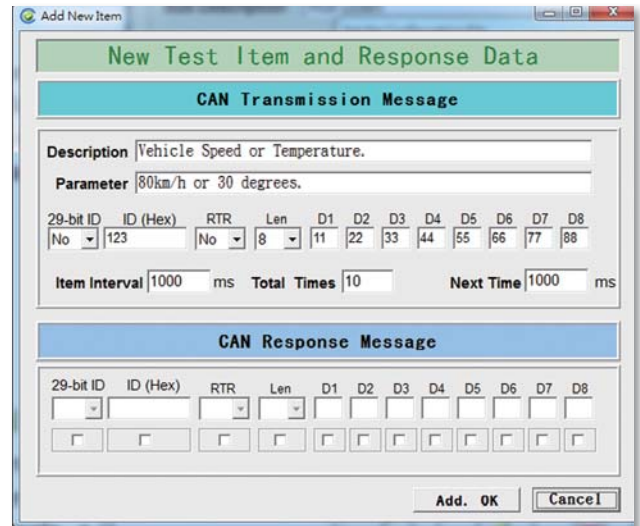 Add New Item
New Test Item and Response Data
CAN Transmission Message
Description Vehicle Speed or Temperature.
Parameter 80km/h or 30 degrees.
29-bit ID ID (Hex) RTR Len D1 D2 D3 D4 D5 D6 D7 D8
No 123 No 8 11 22 33 44 55 66 77 88
Item Interval 1000 ms Total Times 10 Next Time 1000 ms
CAN Response Message
29-bit ID ID (Hex) RTR Len D1 D2 D3 D4 D5 D6 D7 D8
Add. OK Cancel